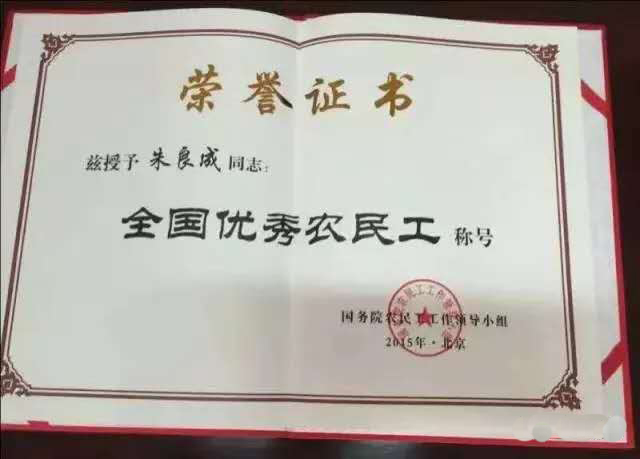 荣誉证书
兹授予朱良成同志：
全国优秀农民工称号
国务院农民工工作领导小组
2015年·北京